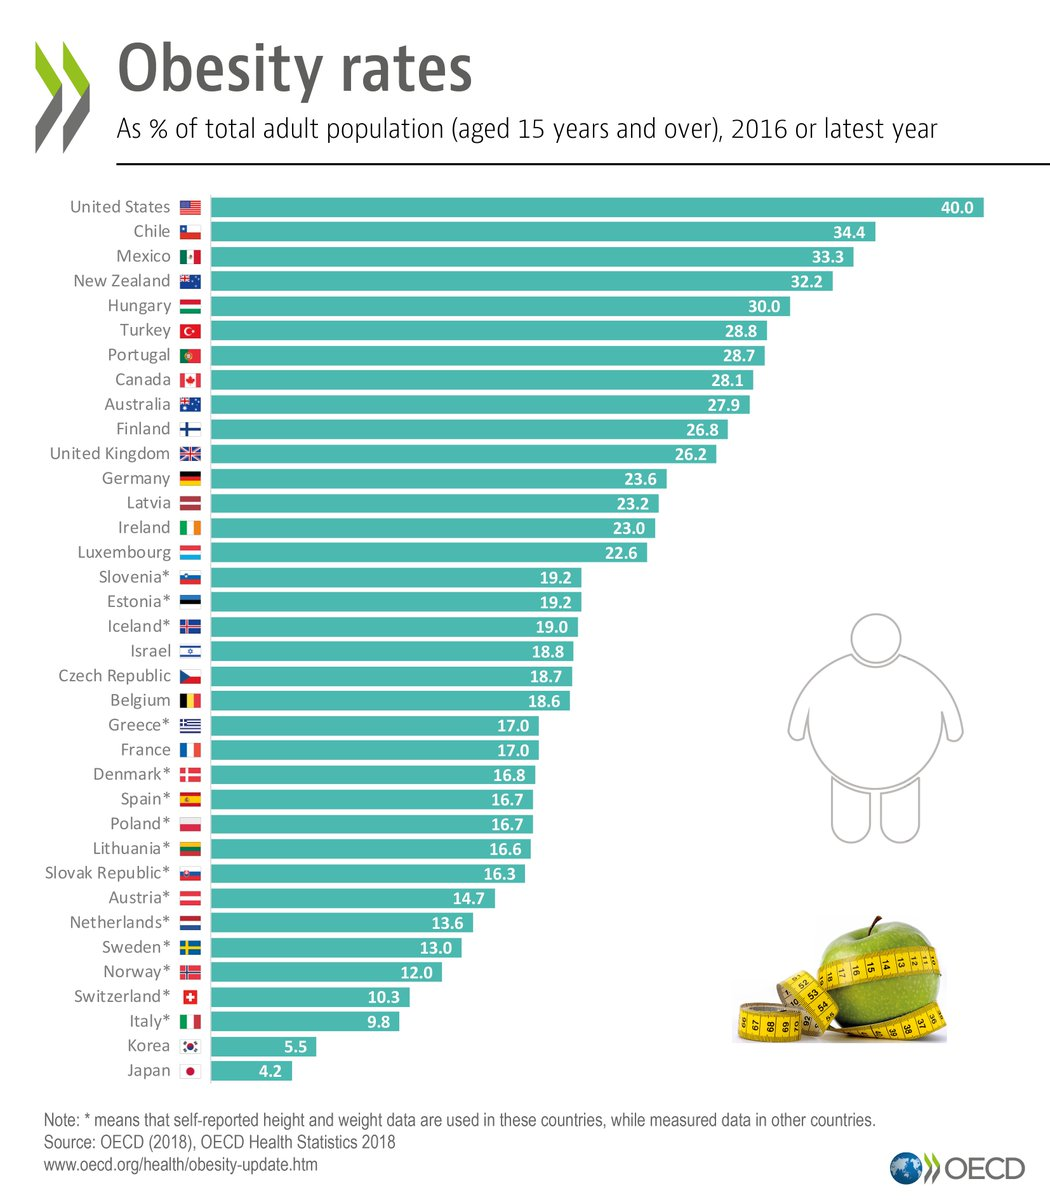 Obesity rates
As % of total adult population (aged 15 years and over), 2016 or latest year
United States 40.0
Chile 34.4
Mexico 33.3
New Zealand 32.2
Hungary 30.0
Turkey 28.8
Portugal 28.7
Canada 28.1
Australia 27.9
Finland 26.8
United Kingdom 26.2
Germany 23.6
Latvia 23.2
Ireland 23.0
Luxembourg 22.6
Slovenia* 19.2
Estonia* 19.2
Iceland* 19.0
Israel 18.8
Czech Republic 18.7
Belgium 18.6
Greece* 17.0
France 17.0
Denmark* 16.8
Spain* 16.7
Poland* 16.7
Lithuania* 16.6
Slovak Republic* 16.3
Austria* 14.7
Netherlands* 13.6
Sweden* 13.0
Norway* 12.0
Switzerland* 10.3
Italy* 9.8
Korea 5.5
Japan 4.2
Note: * means that self-reported height and weight data are used in these countries, while measured data in other countries.
Source: OECD (2018), OECD Health Statistics 2018
www.oecd.org/health/obesity-update.htm
OECD